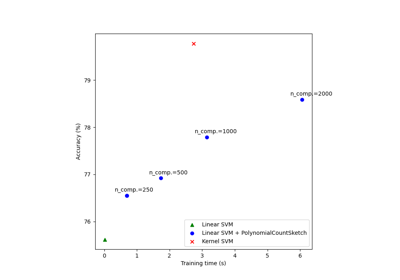 n_comp.=2000
79
n_comp.=1000
78
n_comp.=500
77
n_comp.=250
76
Accuracy (%)
Linear SVM
Linear SVM + PolynomialCountSketch
Kernel SVM
0 1 2 3 4 5 6
Training time (s)